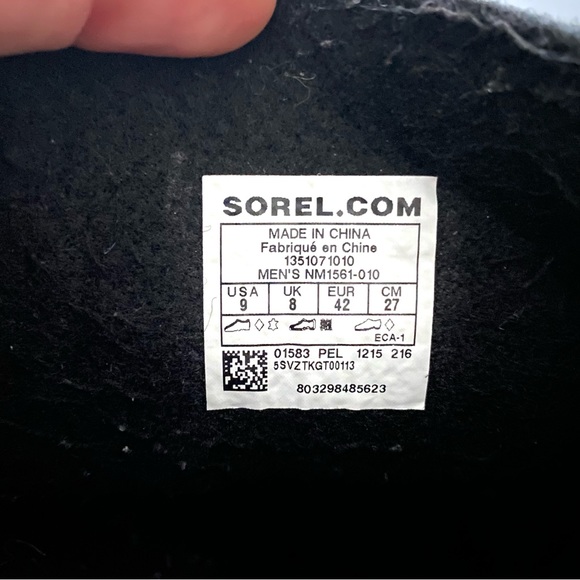 SOREL.COM
MADE IN CHINA
Fabriqué en Chine
1351071010
MEN'S NM1561-010
USA UK EUR CM
9 8 42 27
ECA-1
01583 PEL 1215 216
5SVZTKGT00113
803298485623